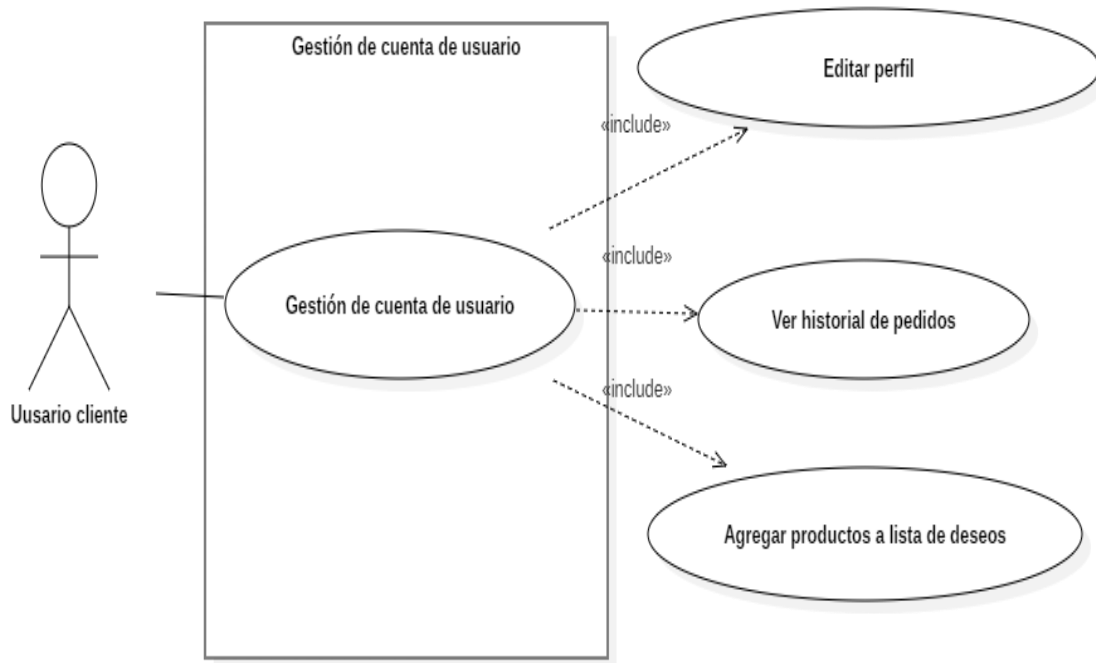 Gestión de cuenta de usuario
Editar perfil
«include»
«include»
Gestión de cuenta de usuario
Ver historial de pedidos
«include»
Uusario cliente
Agregar productos a lista de deseos